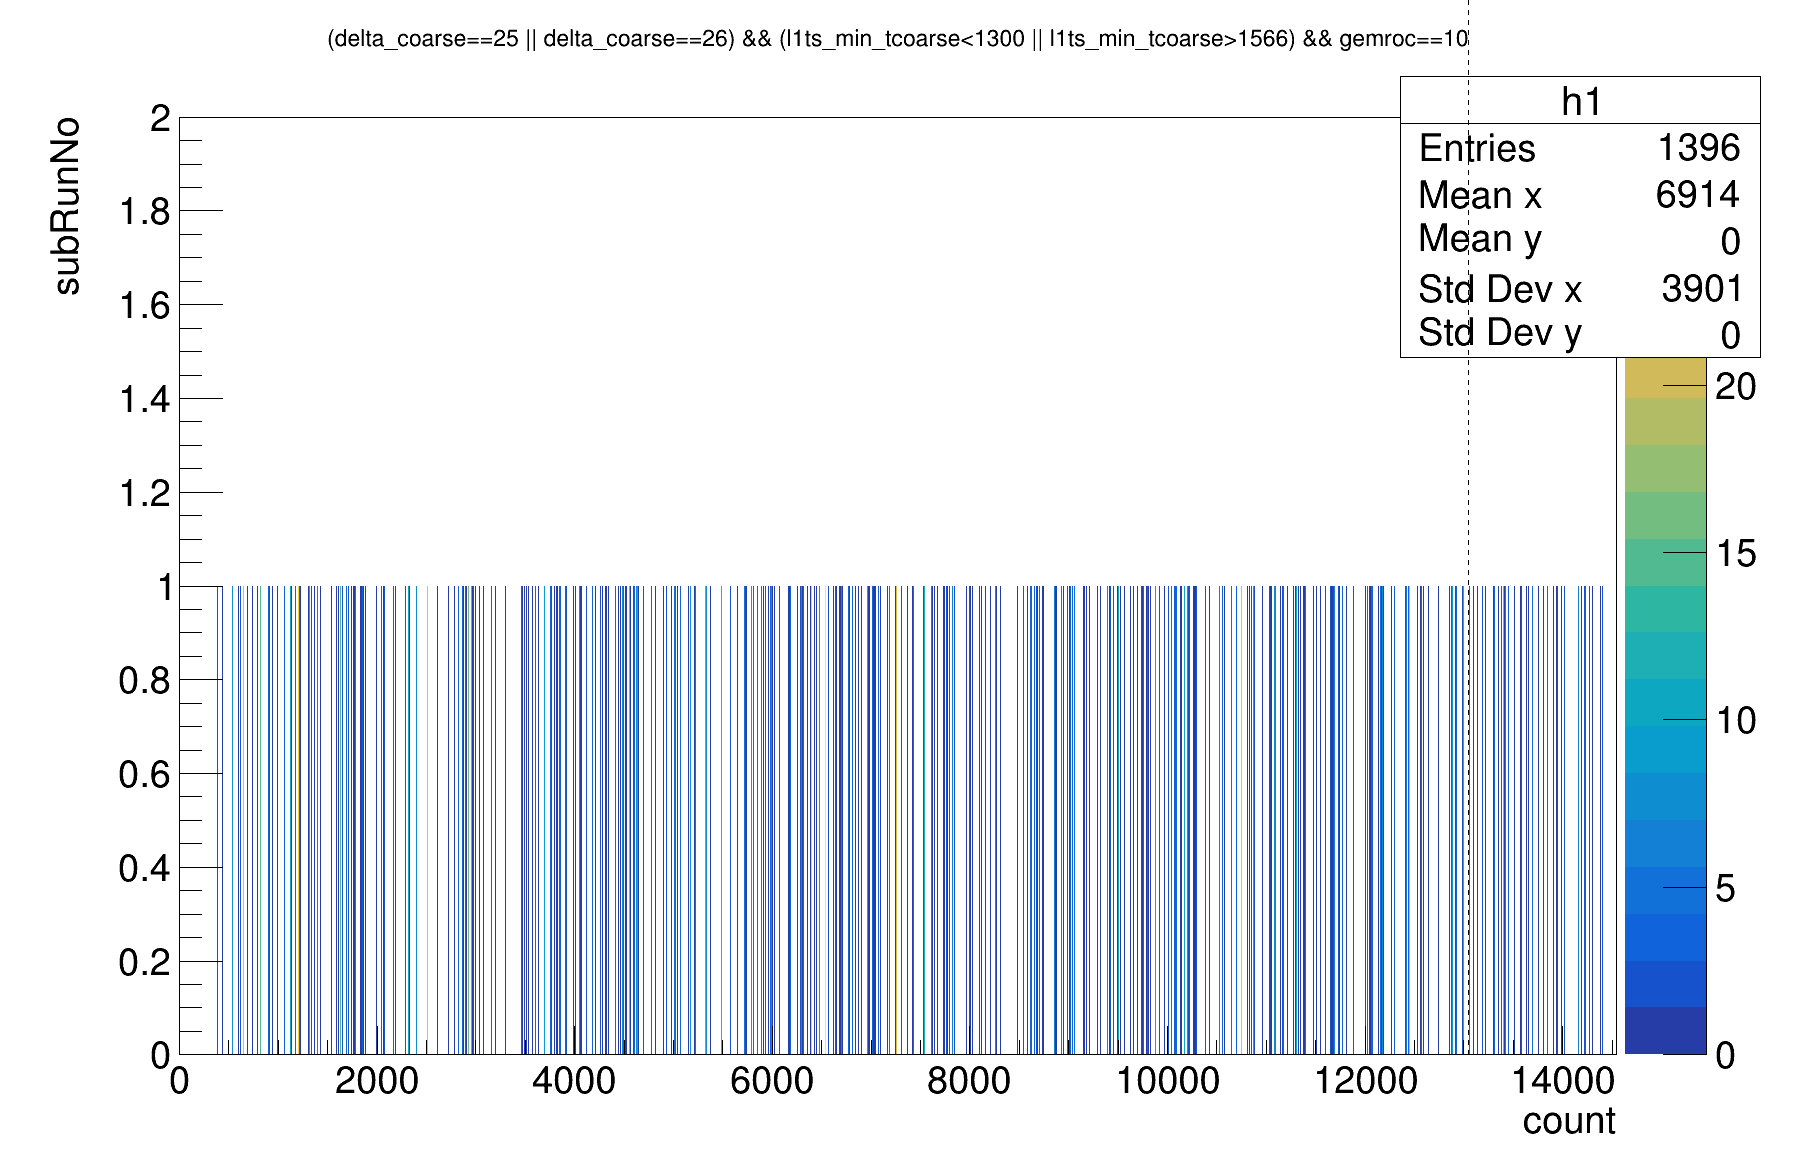 (delta_coarse==25 || delta_coarse==26) && (l1ts_min_tcoarse<1300 || l1ts_min_tcoarse>1566) && gemroc==10
h1
Entries 1396
Mean x 6914
Mean y 0
Std Dev x 3901
Std Dev y 0
subRunNo
2
1.8
1.6
1.4
1.2
1
0.8
0.6
0.4
0.2
0
20
15
10
5
0
0 2000 4000 6000 8000 10000 12000 14000
count